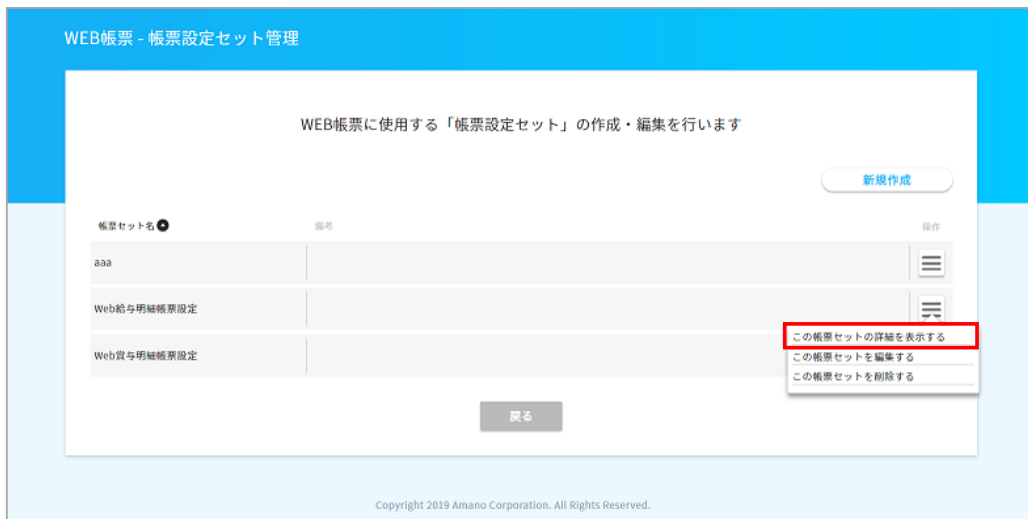 WEB帳票 - 帳票設定セット管理
WEB帳票に使用する「帳票設定セット」の作成・編集を行います
新規作成
帳票セット名 備考 操作
aaa
Web給与明細帳票設定
この帳票セットの詳細を表示する
Web賞与明細帳票設定
この帳票セットを編集する
この帳票セットを削除する
戻る
Copyright 2019 Amano Corporation. All Rights Reserved.